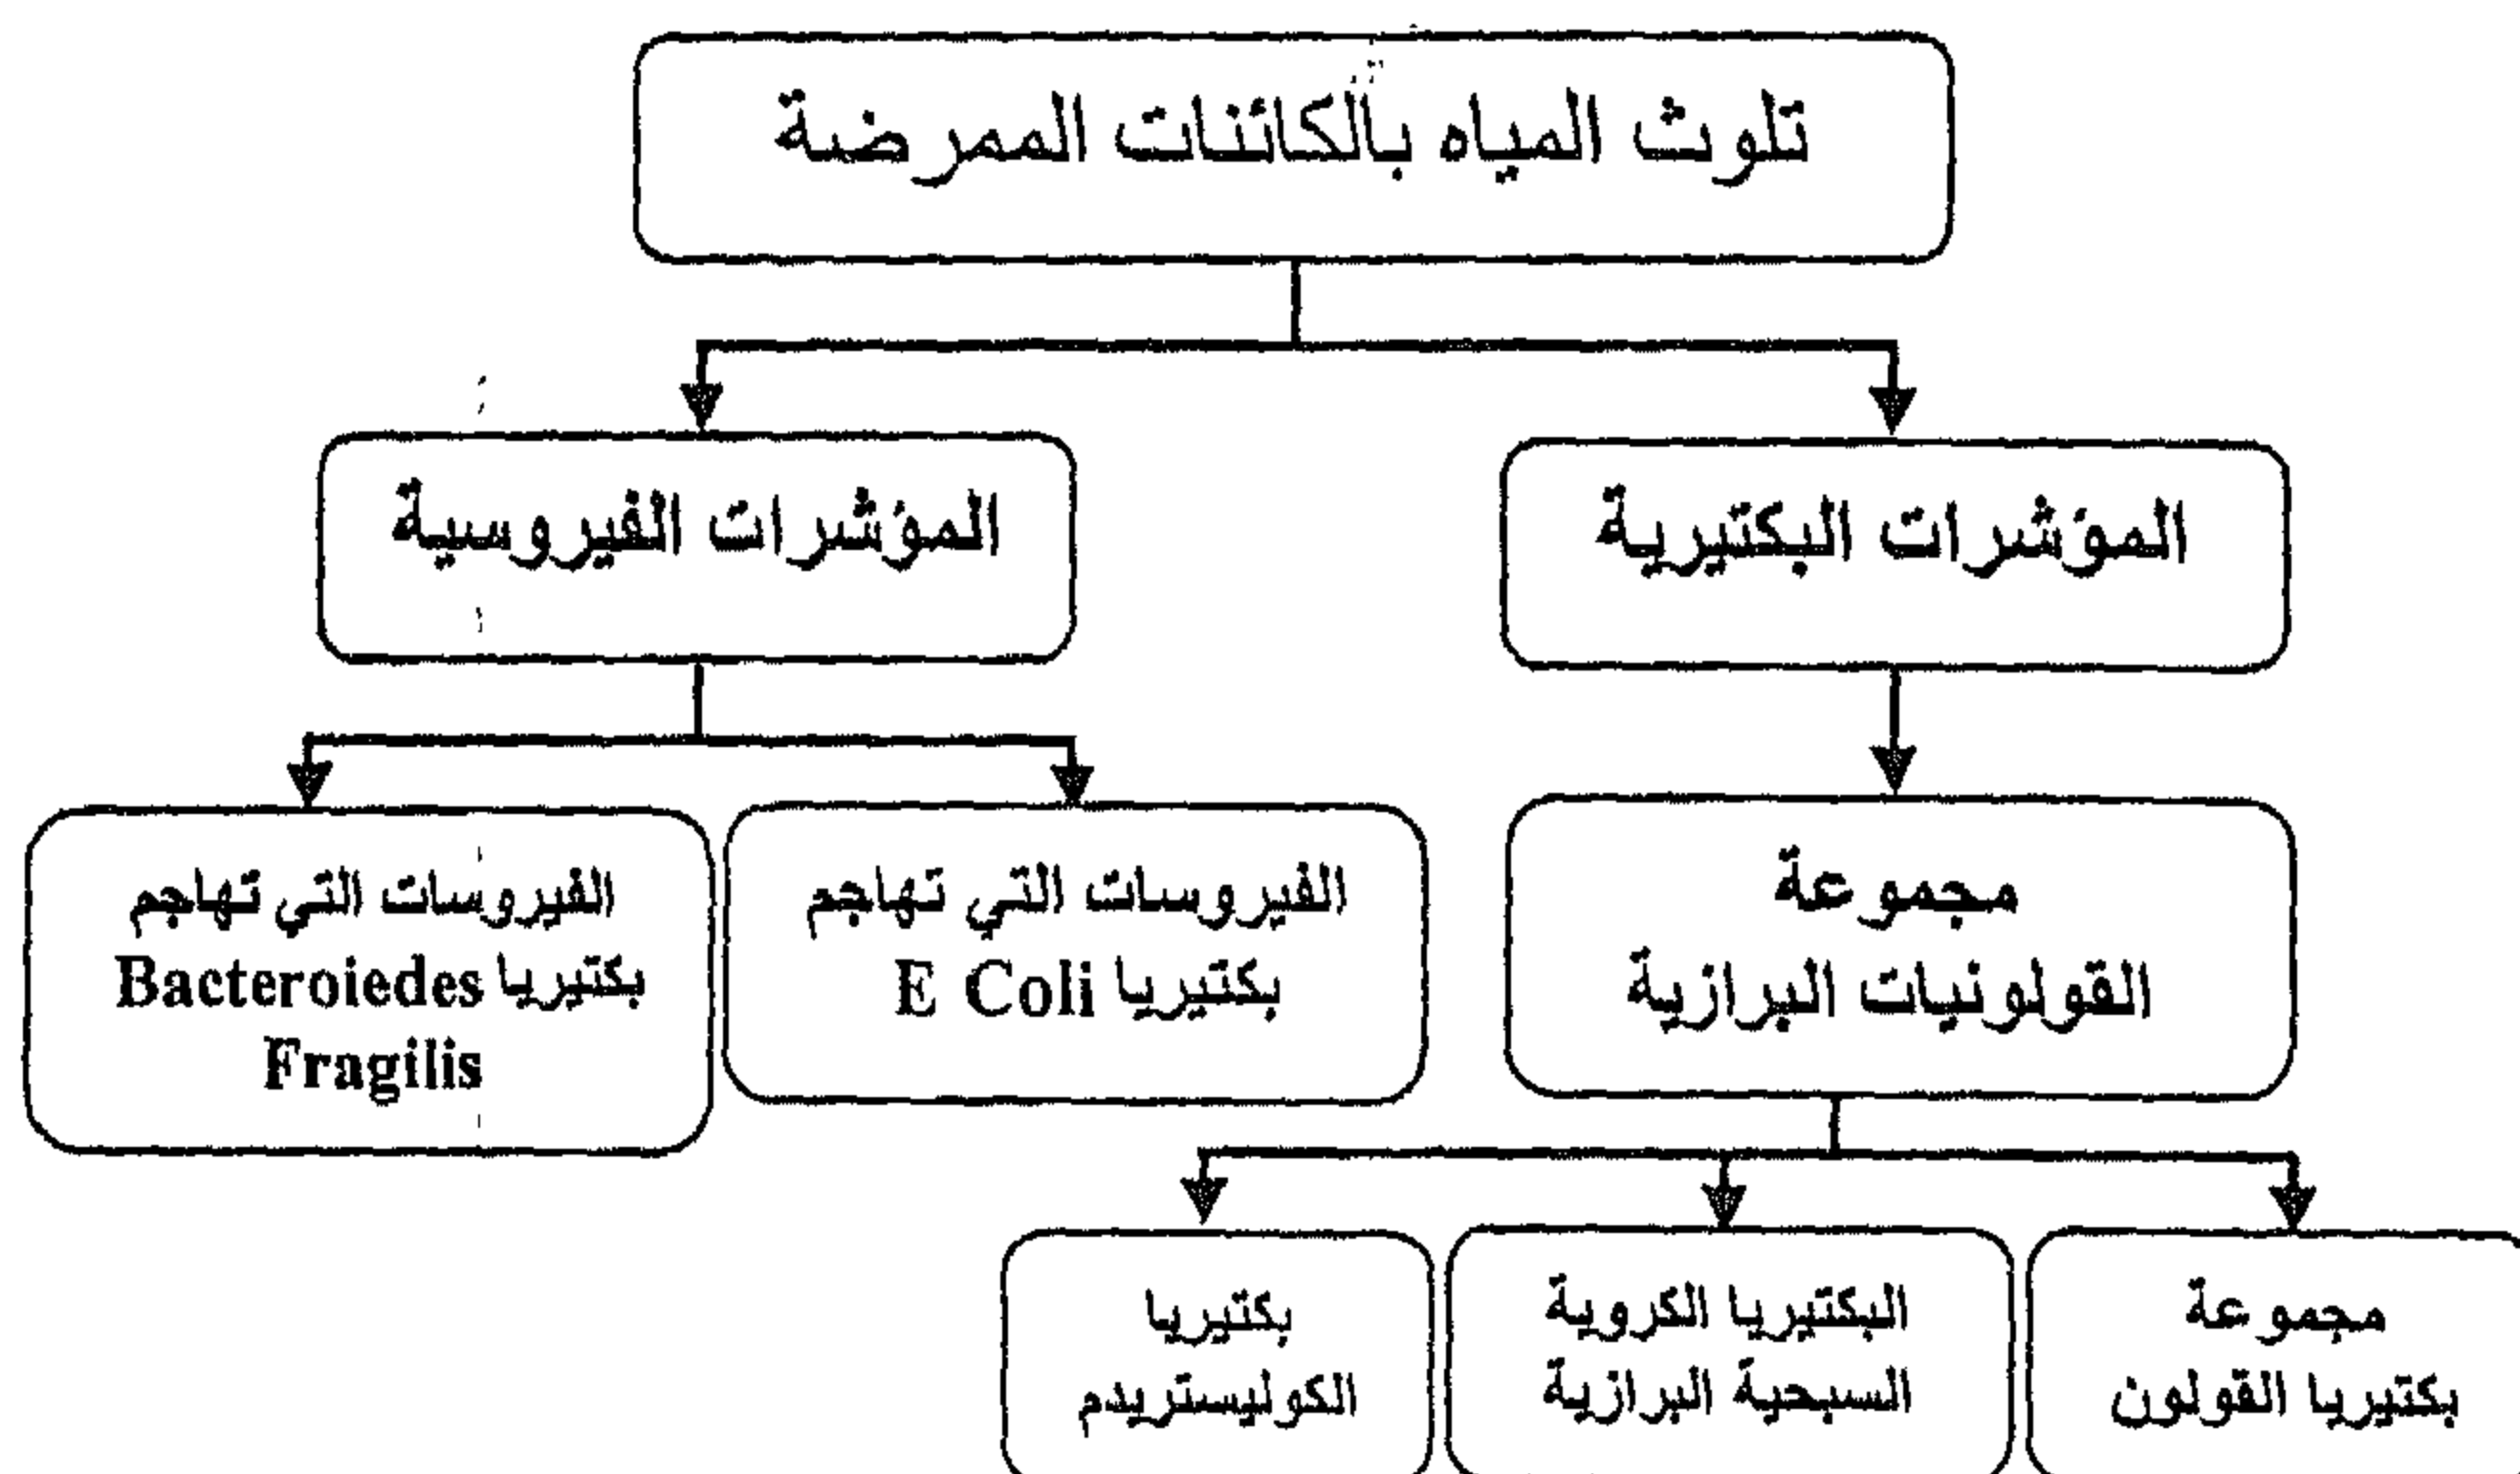 تلوث المياه بالكائنات الممرضة
المؤشرات البكتيرية
المؤشرات الفيروسية
مجموعة
القولونيات البرازية
الفيروسات التي تهاجم
بكتيريا E Coli
الفيروسات التي تهاجم
بكتيريا Bacteroiedes
Fragilis
مجموعة
بكتيريا القولون
البكتيريا الكروية
السبحية البرازية
بكتيريا
الكوليستريدم